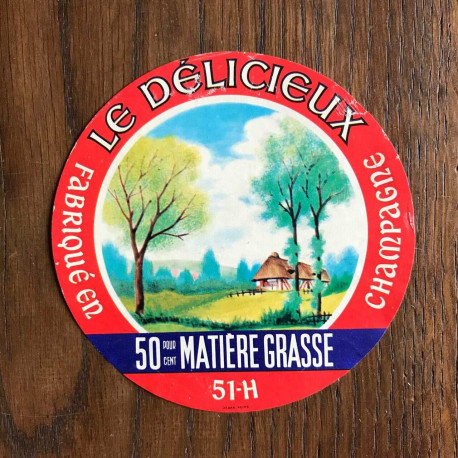 LE DÉLICIEUX
FABRIQUÉ EN CHAMPAGNE
50 POUR CENT MATIÈRE GRASSE
51-H